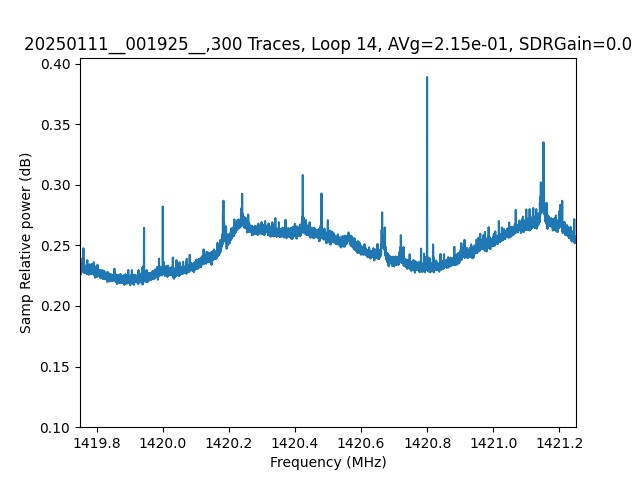 20250111__001925__,300 Traces, Loop 14, AVg=2.15e-01, SDRGain=0.0
0.40
0.35
0.30
0.25
0.20
0.15
0.10
Samp Relative power (dB)
1419.8 1420.0 1420.2 1420.4 1420.6 1420.8 1421.0 1421.2
Frequency (MHz)